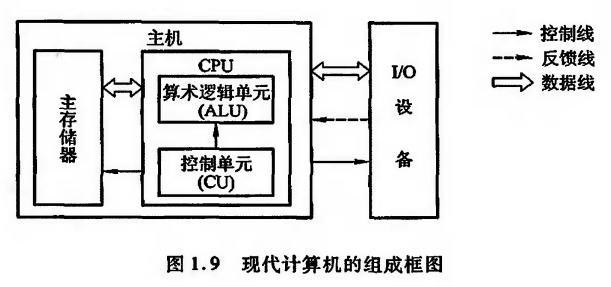 主机
CPU
算术逻辑单元
(ALU)
控制单元
(CU)
主存储器
I/O
设
备
控制线
反馈线
数据线
图 1.9 现代计算机的组成框图